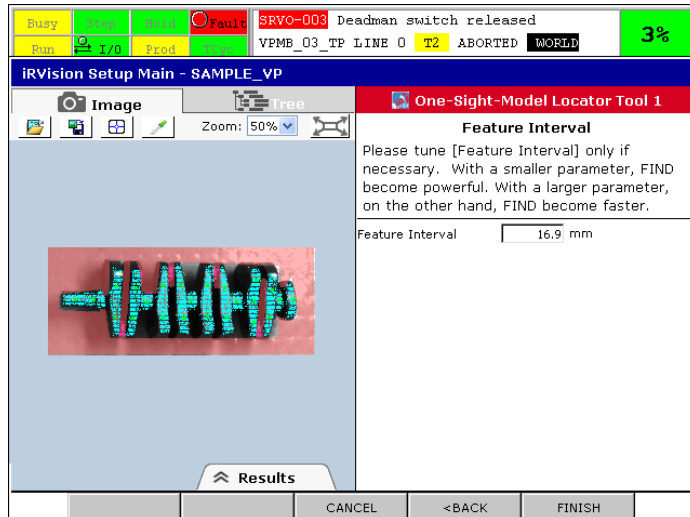 Busy Step Hold Fault SRVO-003 Deadman switch released
Run I/O Prod TCyc VPMB_03_TP LINE 0 T2 ABORTED WORLD 3%
iRVision Setup Main - SAMPLE_VP
Image Tree One-Sight-Model Locator Tool 1
Zoom: 50% Feature Interval
Please tune [Feature Interval] only if
necessary. With a smaller parameter, FIND
become powerful. With a larger parameter,
on the other hand, FIND become faster.
Feature Interval 16.9 mm
Results
CANCEL <BACK FINISH